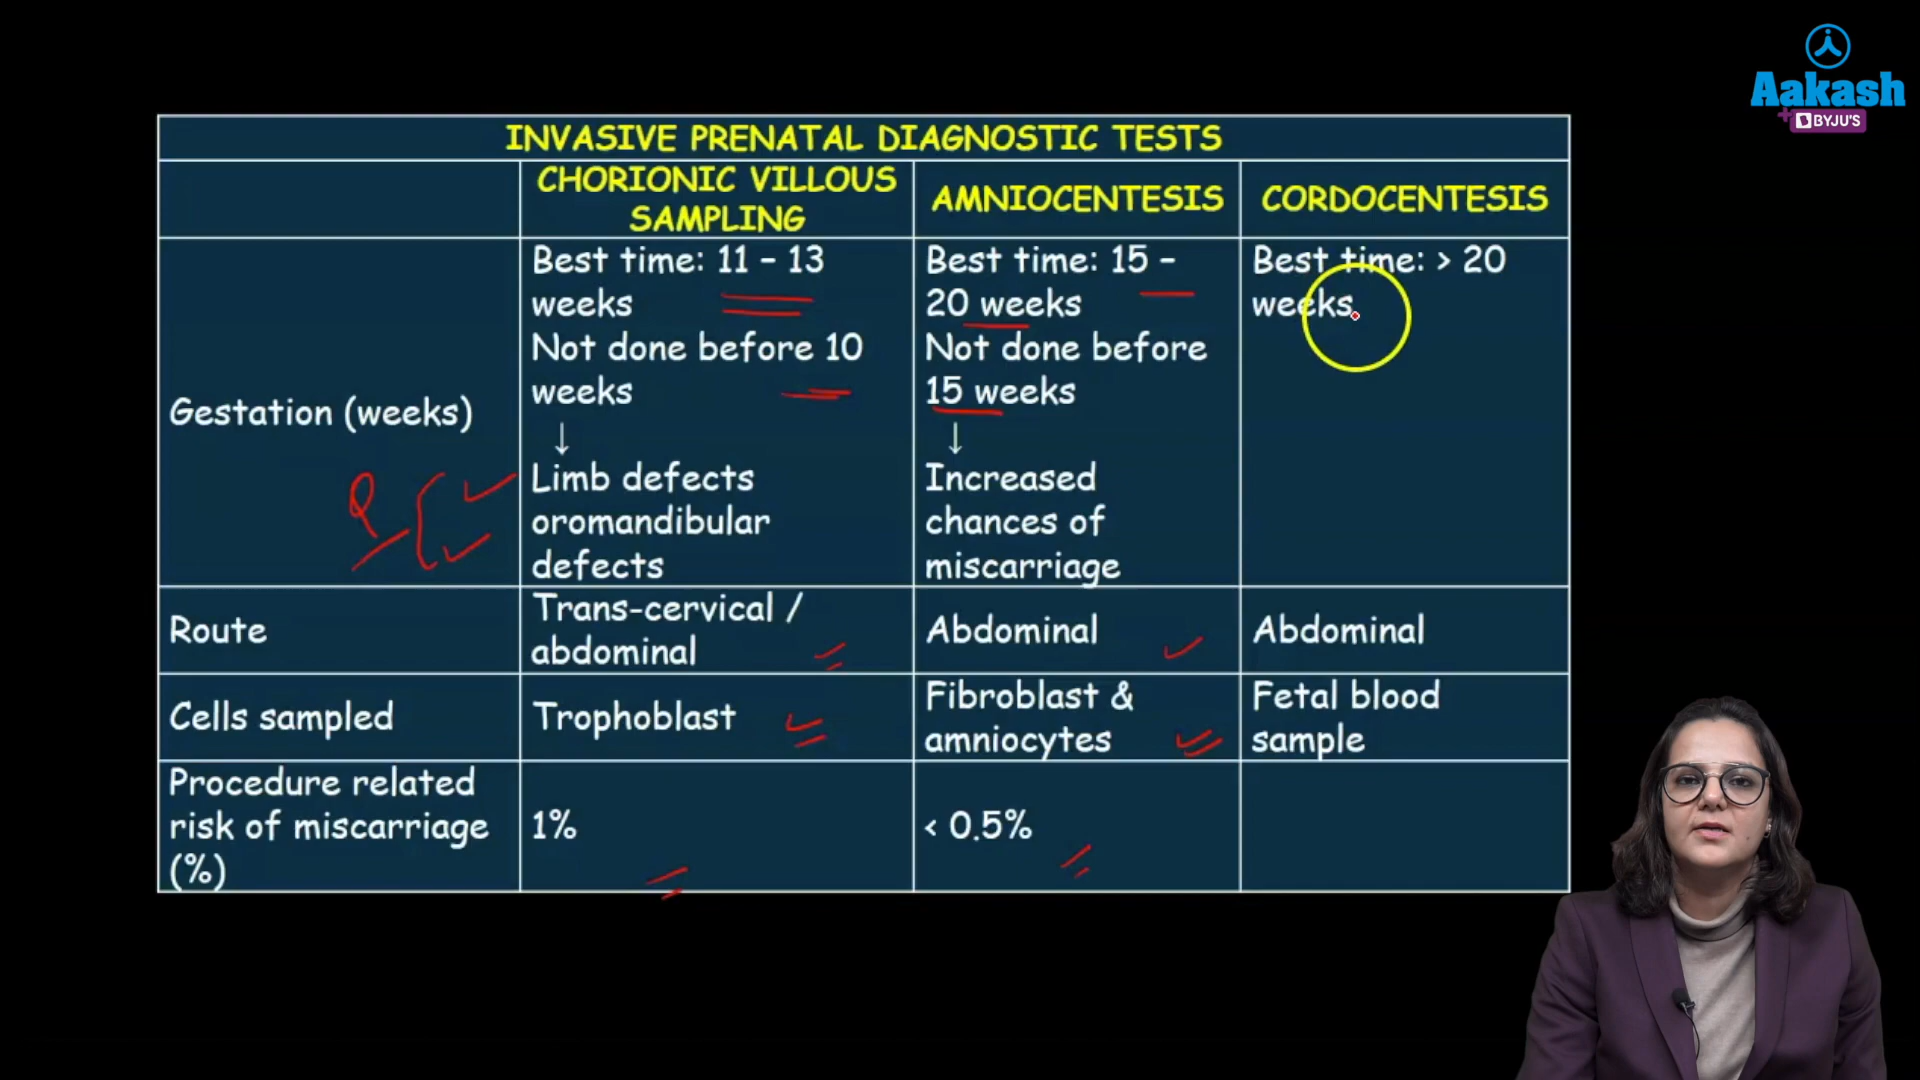 Aakash
+ BYJU'S
INVASIVE PRENATAL DIAGNOSTIC TESTS
CHORIONIC VILLOUS
SAMPLING
AMNIOCENTESIS
CORDOCENTESIS
Gestation (weeks)
Best time: 11 – 13
weeks
Not done before 10
weeks
↓
Limb defects
oromandibular
defects
Best time: 15 –
20 weeks
Not done before
15 weeks
↓
Increased
chances of
miscarriage
Best time: > 20
weeks
Route
Trans-cervical /
abdominal
Abdominal
Abdominal
Cells sampled
Trophoblast
Fibroblast &
amniocytes
Fetal blood
sample
Procedure related
risk of miscarriage
(%)
1%
< 0.5%